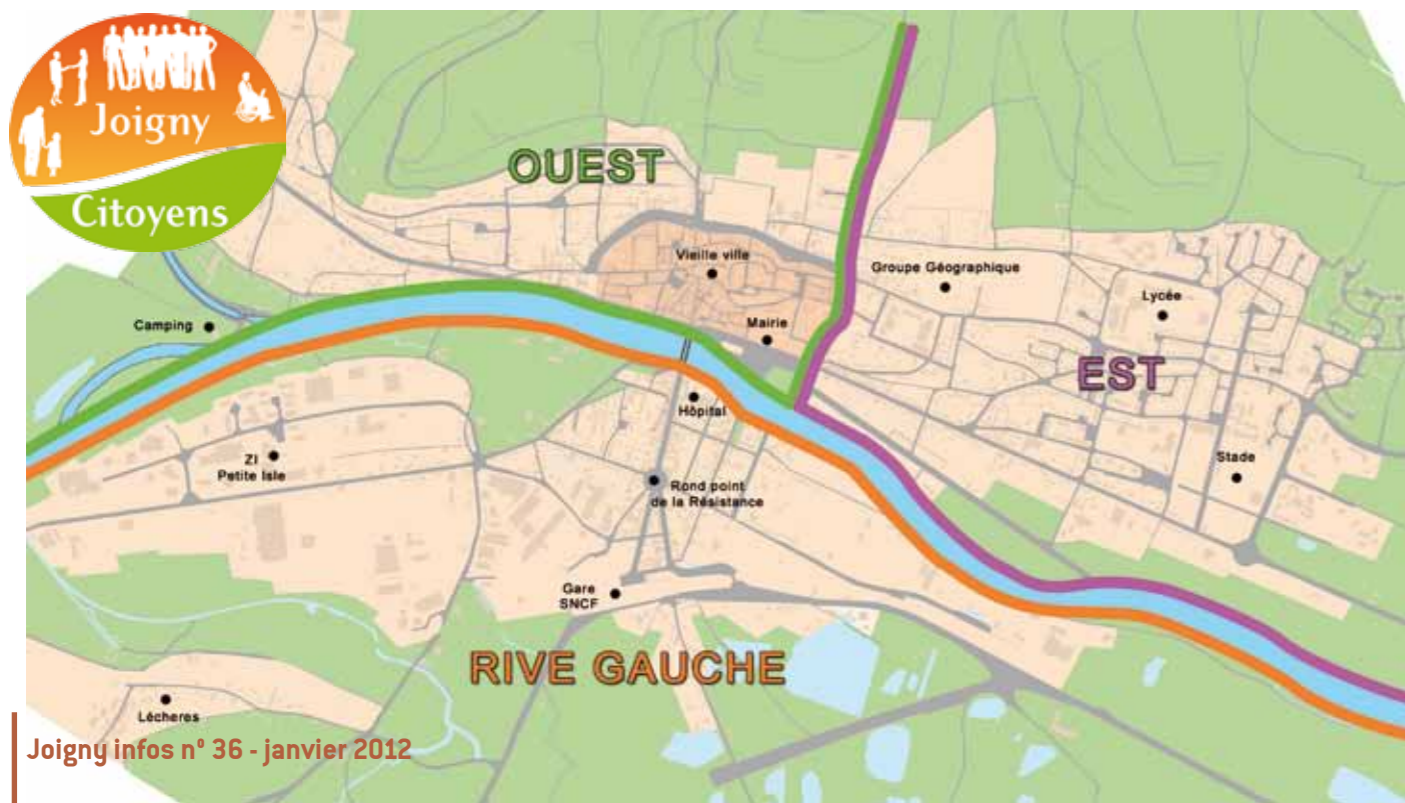 Joigny
Citoyens
OUEST
Vieille ville
Groupe Géographique
Lycée
Camping
Mairie
EST
Hôpital
ZI
Petite Isle
Stade
Rond point
de la Résistance
Gare
SNCF
RIVE GAUCHE
Lécheres
Joigny infos n° 36 - janvier 2012